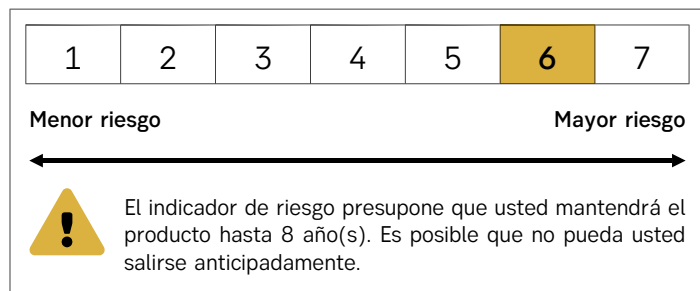 1 2 3 4 5 6 7
Menor riesgo Mayor riesgo
El indicador de riesgo presupone que usted mantendrá el
producto hasta 8 año(s). Es posible que no pueda usted
salirse anticipadamente.